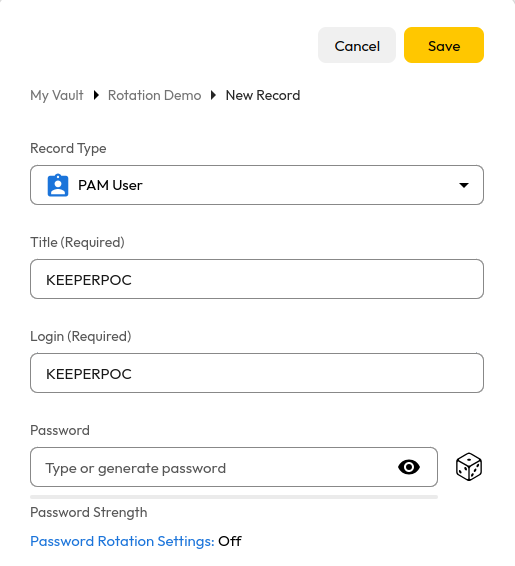 Cancel Save
My Vault Rotation Demo New Record
Record Type
PAM User
Title (Required)
KEEPERPOC
Login (Required)
KEEPERPOC
Password
Type or generate password
Password Strength
Password Rotation Settings: Off